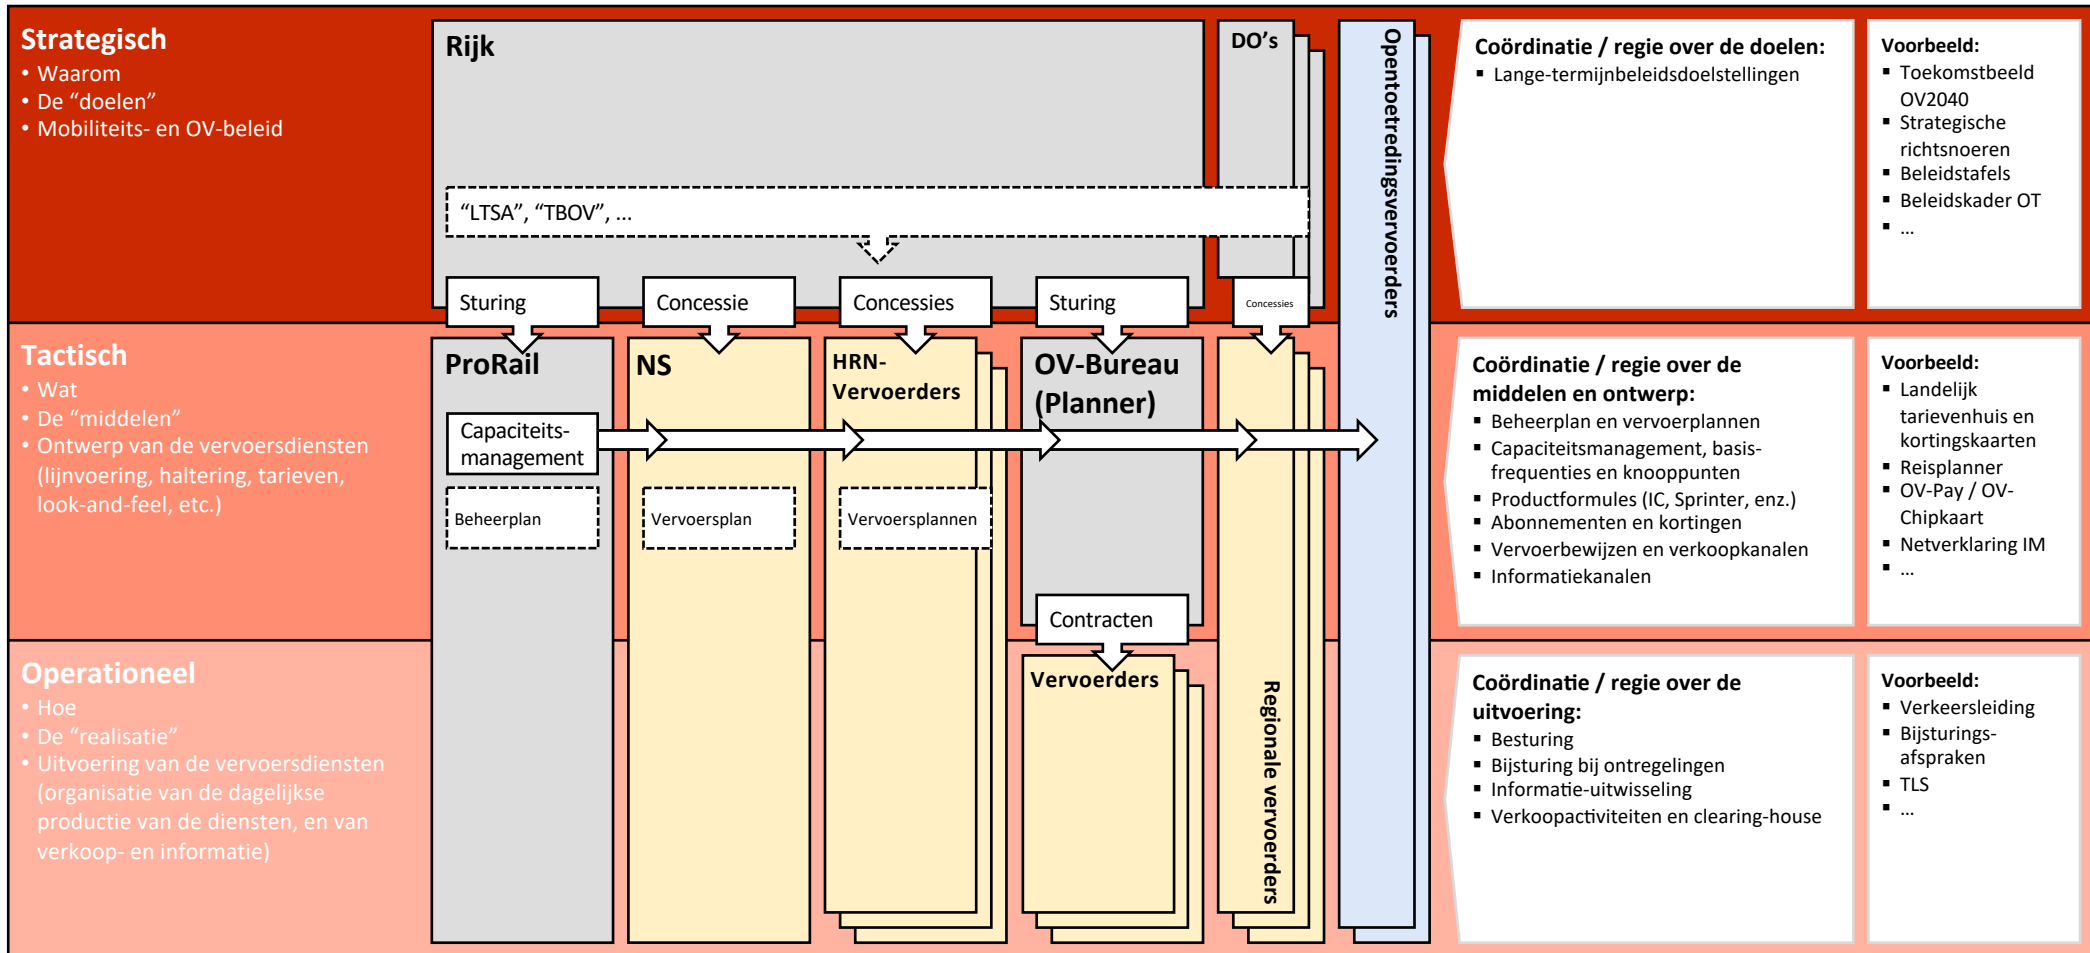 Strategisch
• Waarom
• De “doelen”
• Mobiliteits- en OV-beleid
Rijk
DO’s
Opentoetredingsvervoerders
“LTSA”, “TBOV”, ...
Sturing
Concessie
Concessies
Sturing
Concessies
Coördinatie / regie over de doelen:
▪ Lange-termijnbeleidsdoelstellingen
Voorbeeld:
▪ Toekomstbeeld
OV2040
▪ Strategische
richtsnoeren
▪ Beleidstafels
▪ Beleidskader OT
▪ ...
Tactisch
• Wat
• De “middelen”
• Ontwerp van de vervoersdiensten
(lijnvoering, haltering, tarieven,
look-and-feel, etc.)
ProRail
NS
HRN-
Vervoerders
OV-Bureau
(Planner)
Capaciteits-
management
Beheerplan
Vervoersplan
Vervoersplannen
Contracten
Coördinatie / regie over de
middelen en ontwerp:
▪ Beheerplan en vervoerplannen
▪ Capaciteitsmanagement, basis-
frequenties en knooppunten
▪ Productformules (IC, Sprinter, enz.)
▪ Abonnementen en kortingen
▪ Vervoerbewijzen en verkoopkanalen
▪ Informatiekanalen
Voorbeeld:
▪ Landelijk
tarievenhuis en
kortingskaarten
▪ Reisplanner
▪ OV-Pay / OV-
Chipkaart
▪ Netverklaring IM
▪ ...
Operationeel
• Hoe
• De “realisatie”
• Uitvoering van de vervoersdiensten
(organisatie van de dagelijkse
productie van de diensten, en van
verkoop- en informatie)
Vervoerders
Regionale vervoerders
Coördinatie / regie over de
uitvoering:
▪ Besturing
▪ Bijsturing bij ontregelingen
▪ Informatie-uitwisseling
▪ Verkoopactiviteiten en clearing-house
Voorbeeld:
▪ Verkeersleiding
▪ Bijsturings-
afspraken
▪ TLS
▪ ...